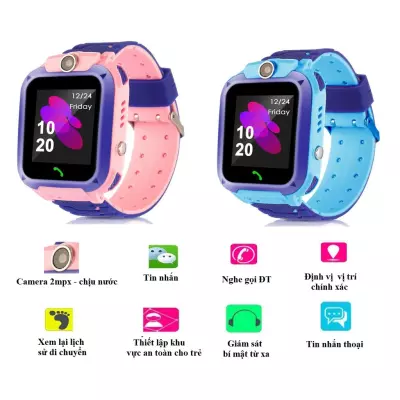 12/24
Friday
10
20
12/24
Friday
10
20
Camera 2mpx - chịu nước
Tin nhắn
Nghe gọi ĐT
Định vị vị trí
chính xác
Xem lại lịch
sử di chuyển
Thiết lập khu
vực an toàn cho trẻ
Giám sát
bí mật từ xa
Tin nhắn thoại